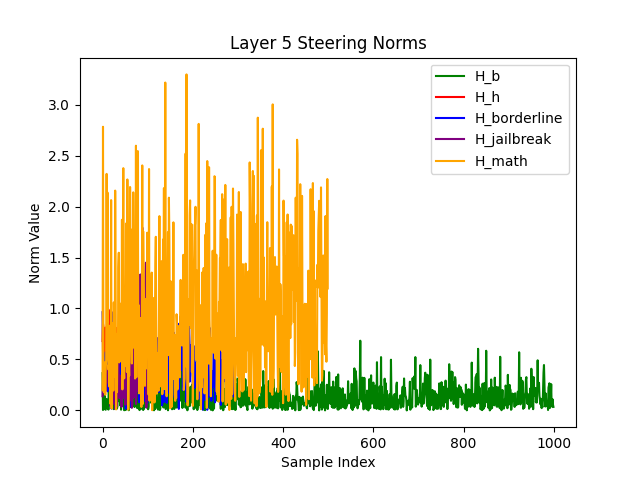 Layer 5 Steering Norms
H_b
H_h
H_borderline
H_jailbreak
H_math
Norm Value
3.0
2.5
2.0
1.5
1.0
0.5
0.0
0
200
400
600
800
1000
Sample Index